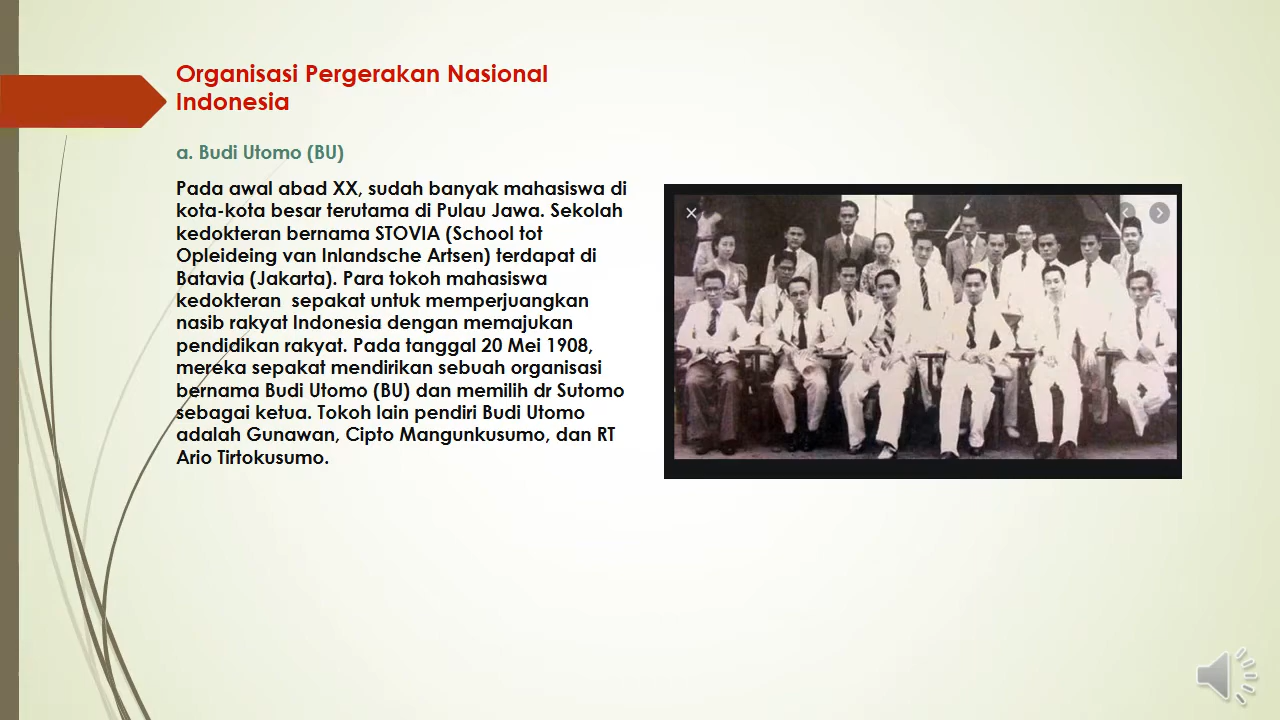 Organisasi Pergerakan Nasional
Indonesia
a. Budi Utomo (BU)
Pada awal abad XX, sudah banyak mahasiswa di
kota-kota besar terutama di Pulau Jawa. Sekolah
kedokteran bernama STOVIA (School tot
Opleideing van Inlandsche Artsen) terdapat di
Batavia (Jakarta). Para tokoh mahasiswa
kedokteran  sepakat untuk memperjuangkan
nasib rakyat Indonesia dengan memajukan
pendidikan rakyat. Pada tanggal 20 Mei 1908,
mereka sepakat mendirikan sebuah organisasi
bernama Budi Utomo (BU) dan memilih dr Sutomo
sebagai ketua. Tokoh lain pendiri Budi Utomo
adalah Gunawan, Cipto Mangunkusumo, dan RT
Ario Tirtokusumo.